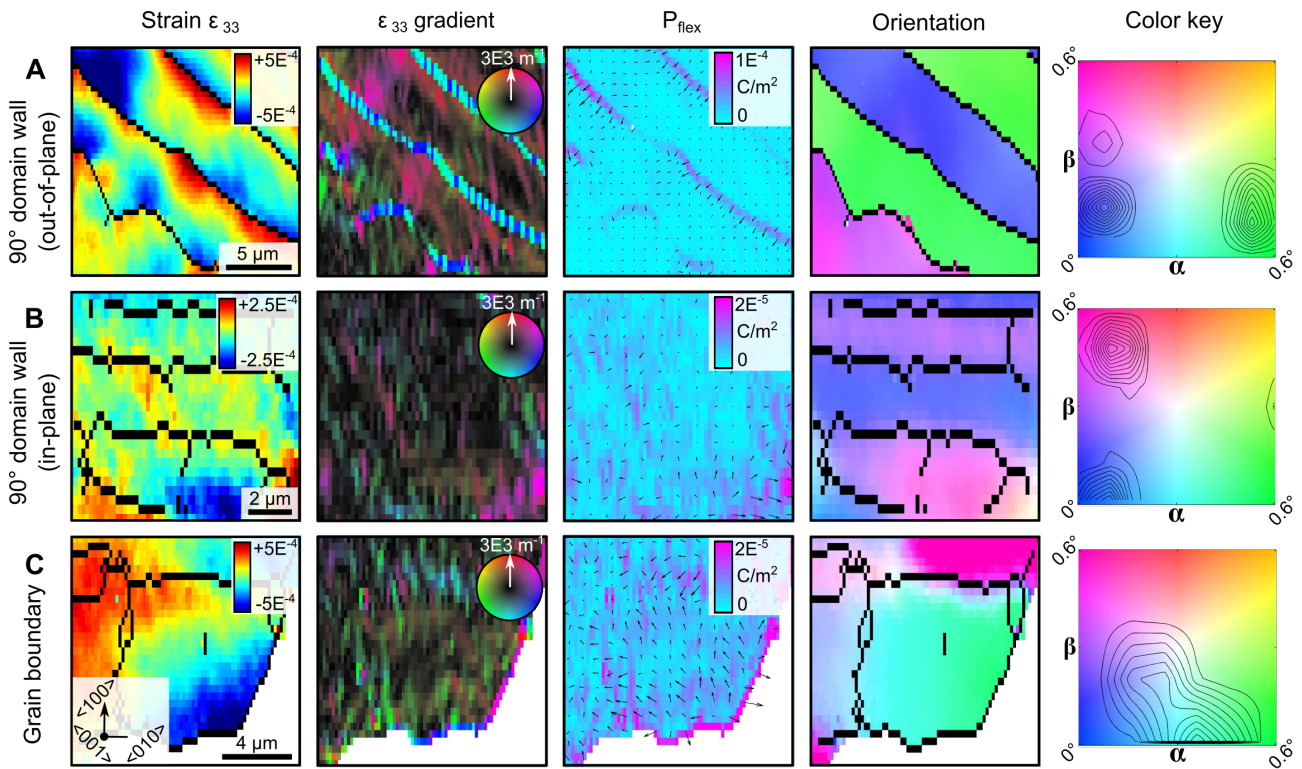 Strain ε33
ε33 gradient
Pflex
Orientation
Color key
A
90° domain wall
(out-of-plane)
+5E-4
-5E-4
5 µm
3E3 m-1
1E-4
C/m2
0
0.6°
β
0°
α
0.6°
B
90° domain wall
(in-plane)
+2.5E-4
-2.5E-4
2 µm
3E3 m-1
2E-5
C/m2
0
0.6°
β
0°
α
0.6°
C
Grain boundary
+5E-4
-5E-4
<100>
<001>
<010>
4 µm
3E3 m-1
2E-5
C/m2
0
0.6°
β
0°
α
0.6°